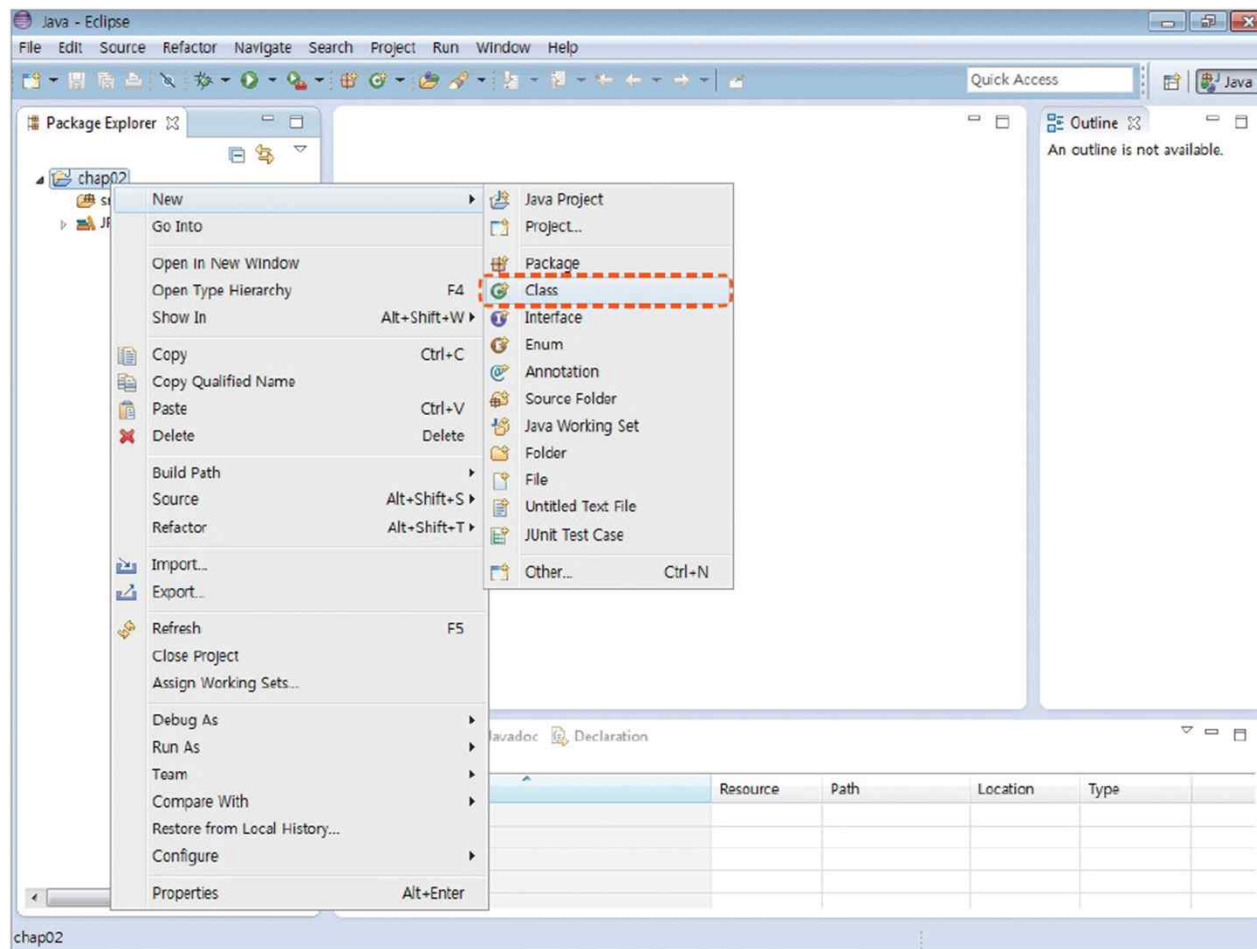 Java - Eclipse
File Edit Source Refactor Navigate Search Project Run Window Help
Quick Access
Java
Package Explorer
Outline
An outline is not available.
chap02
New
Go Into
Open in New Window
Open Type Hierarchy F4
Show In Alt+Shift+W
Copy Ctrl+C
Copy Qualified Name
Paste Ctrl+V
Delete Delete
Build Path
Source Alt+Shift+S
Refactor Alt+Shift+T
Import...
Export...
Refresh F5
Close Project
Assign Working Sets...
Debug As
Run As
Team
Compare With
Restore from Local History...
Configure
Properties Alt+Enter
Java Project
Project...
Package
Class
Interface
Enum
Annotation
Source Folder
Java Working Set
Folder
File
Untitled Text File
JUnit Test Case
Other... Ctrl+N
Declaration
Resource Path Location Type
chap02